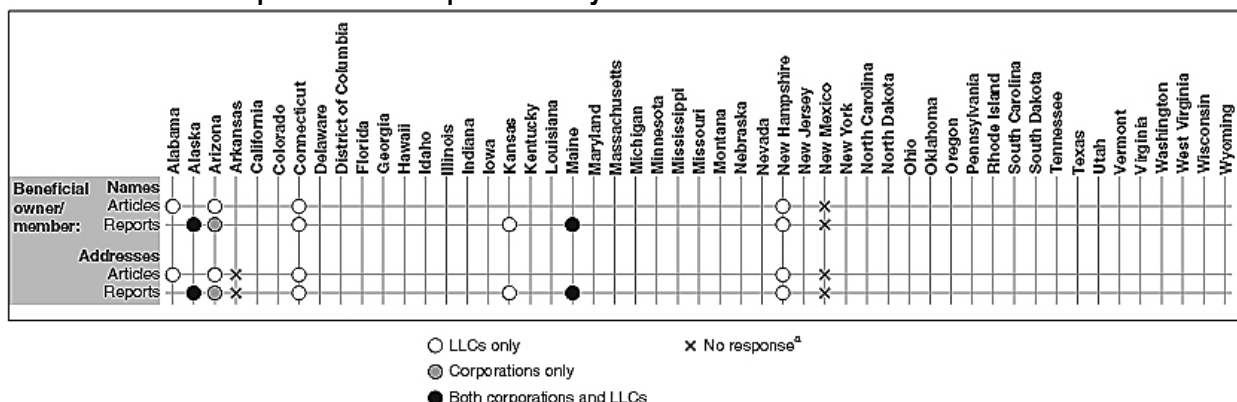 Alabama
Alaska
Arizona
Arkansas
California
Colorado
Connecticut
Delaware
District of Columbia
Florida
Georgia
Hawaii
Idaho
Illinois
Indiana
Iowa
Kansas
Kentucky
Louisiana
Maine
Maryland
Massachusetts
Michigan
Minnesota
Mississippi
Missouri
Montana
Nebraska
Nevada
New Hampshire
New Jersey
New Mexico
New York
North Carolina
North Dakota
Ohio
Oklahoma
Oregon
Pennsylvania
Rhode Island
South Carolina
South Dakota
Tennessee
Texas
Utah
Vermont
Virginia
Washington
West Virginia
Wisconsin
Wyoming
Beneficial Names
owner/ Articles
member: Reports
Addresses
Articles
Reports
LLCs only
Corporations only
Both corporations and LLCs
No response a